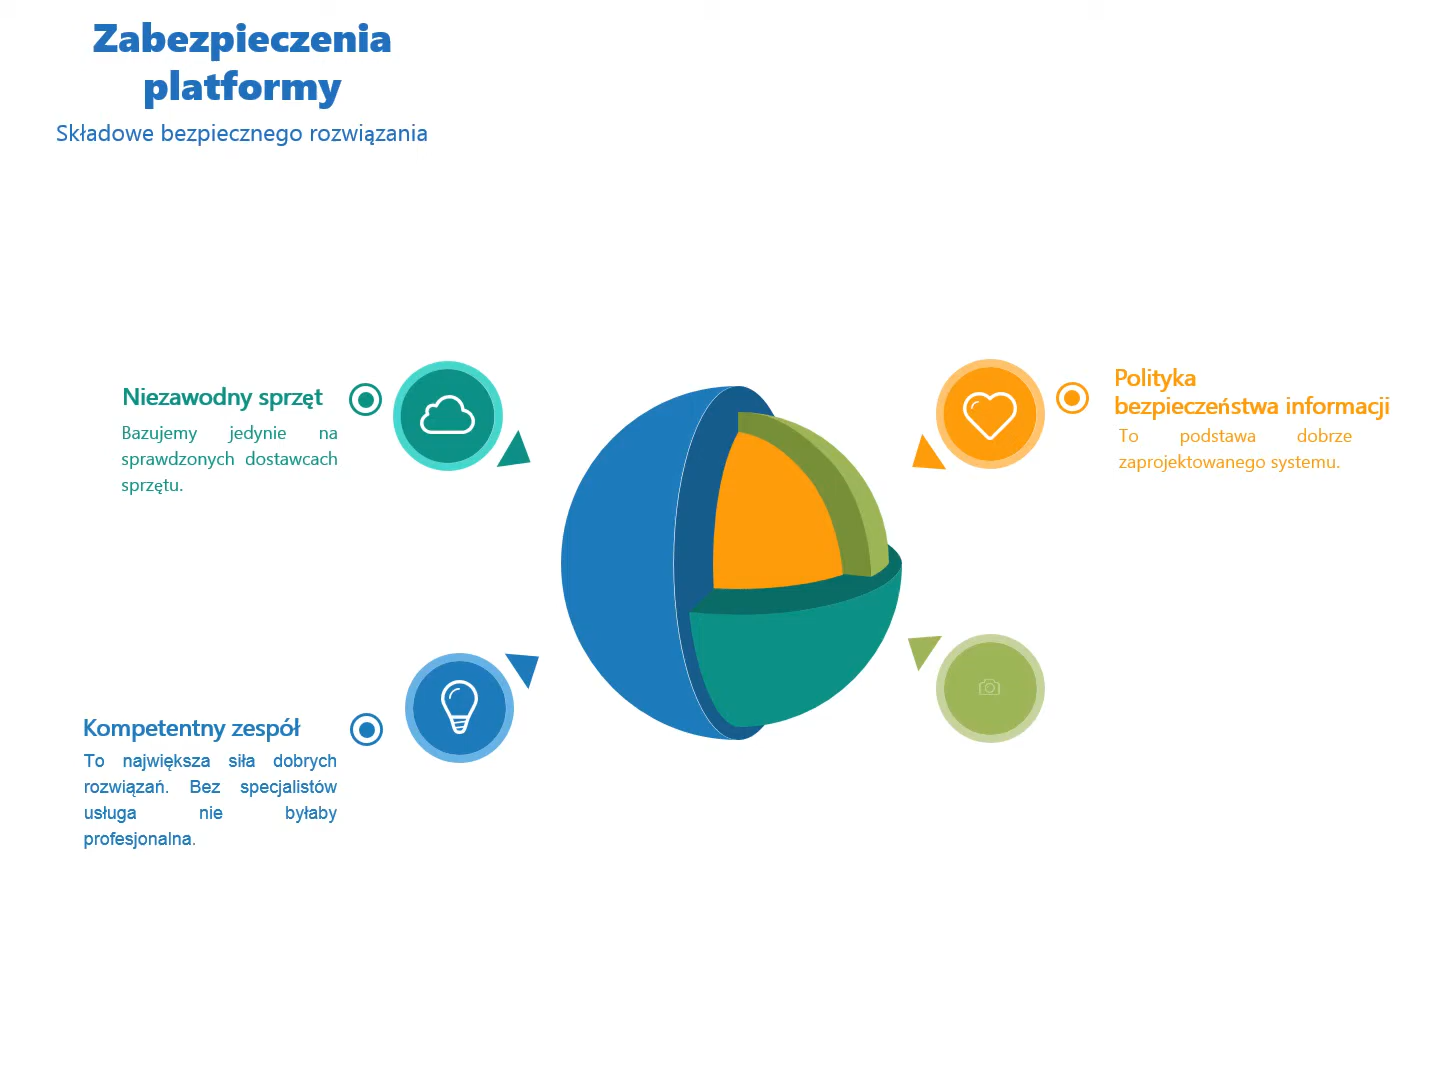 Zabezpieczenia
platformy
Składowe bezpiecznego rozwiązania
Niezawodny sprzęt
Bazujemy jedynie na
sprawdzonych dostawcach
sprzętu.
Polityka
bezpieczeństwa informacji
To podstawa dobrze
zaprojektowanego systemu.
Kompetentny zespół
To największa siła dobrych
rozwiązań. Bez specjalistów
usługa nie byłaby
profesjonalna.